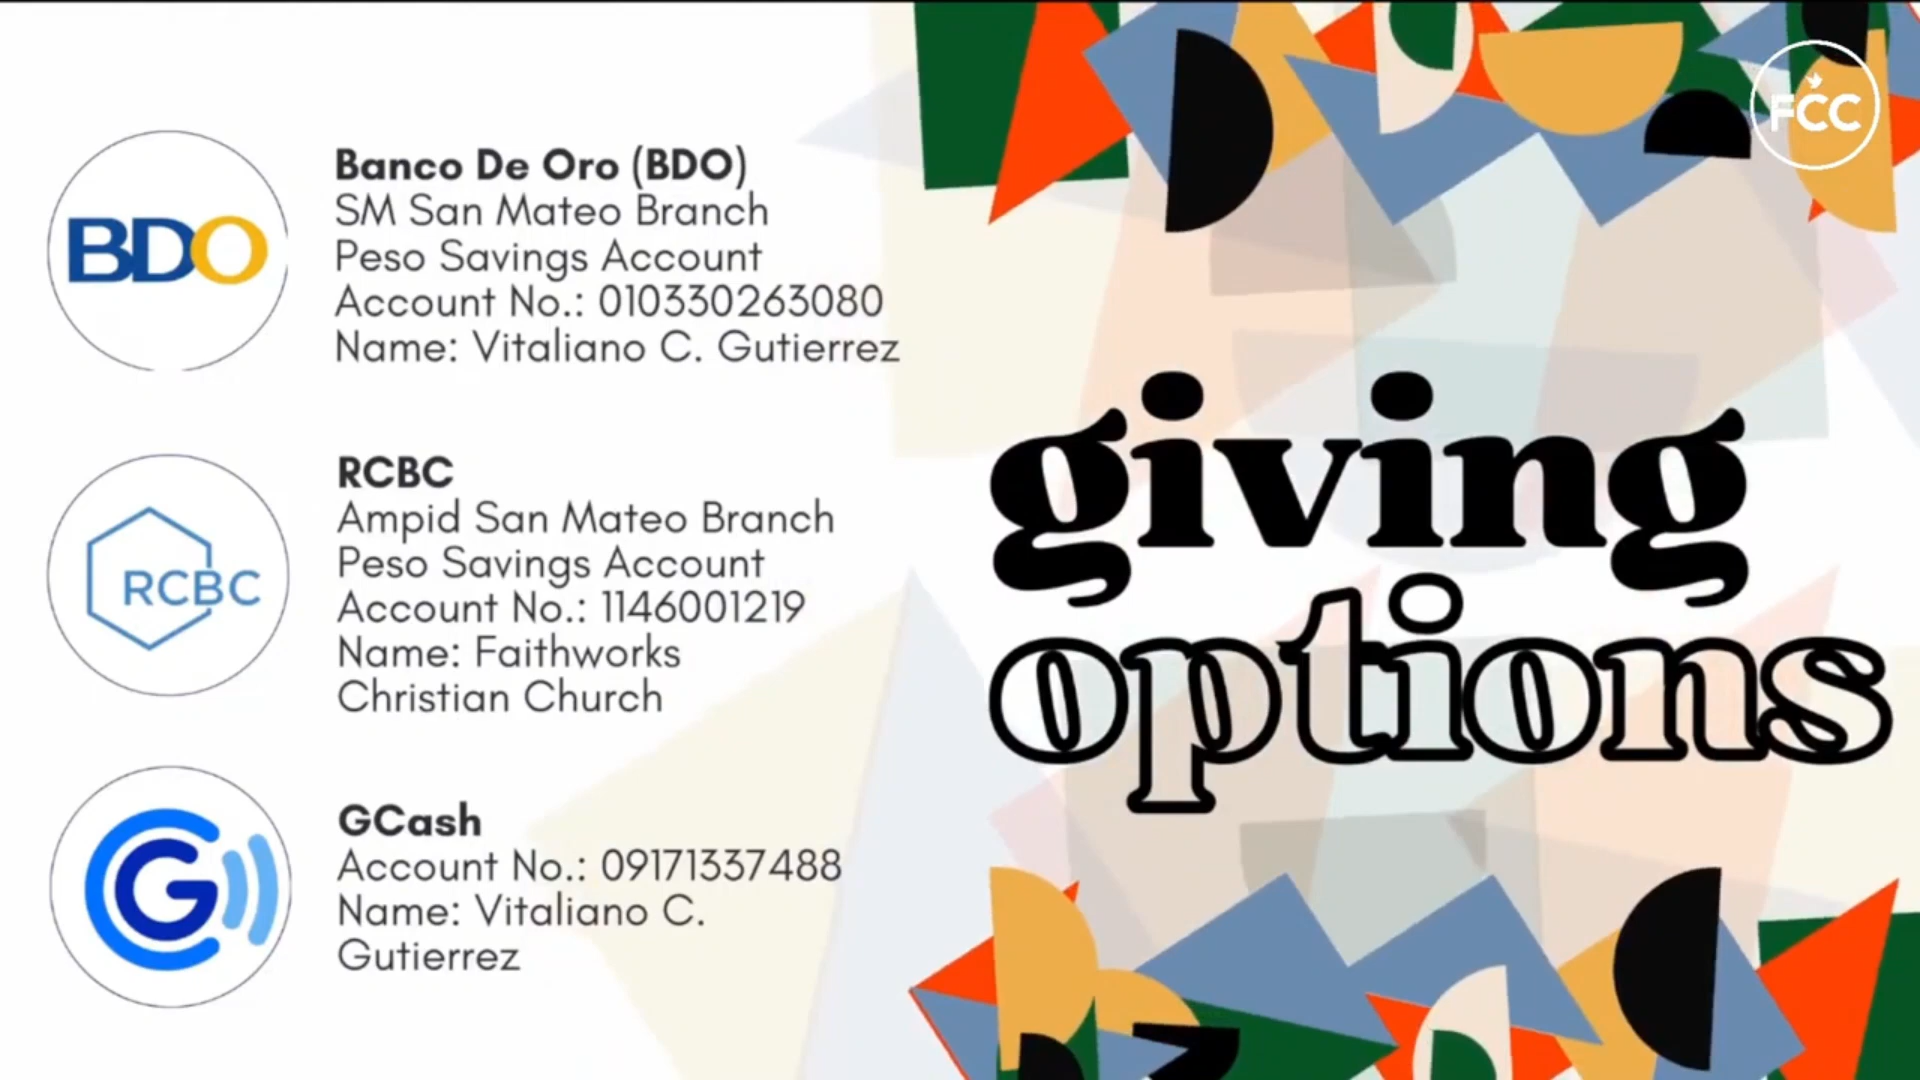 BDO
Banco De Oro (BDO)
SM San Mateo Branch
Peso Savings Account
Account No.: 010330263080
Name: Vitaliano C. Gutierrez
RCBC
RCBC
Ampid San Mateo Branch
Peso Savings Account
Account No.: 1146001219
Name: Faithworks
Christian Church
G
GCash
Account No.: 09171337488
Name: Vitaliano C.
Gutierrez
FCC
giving
options